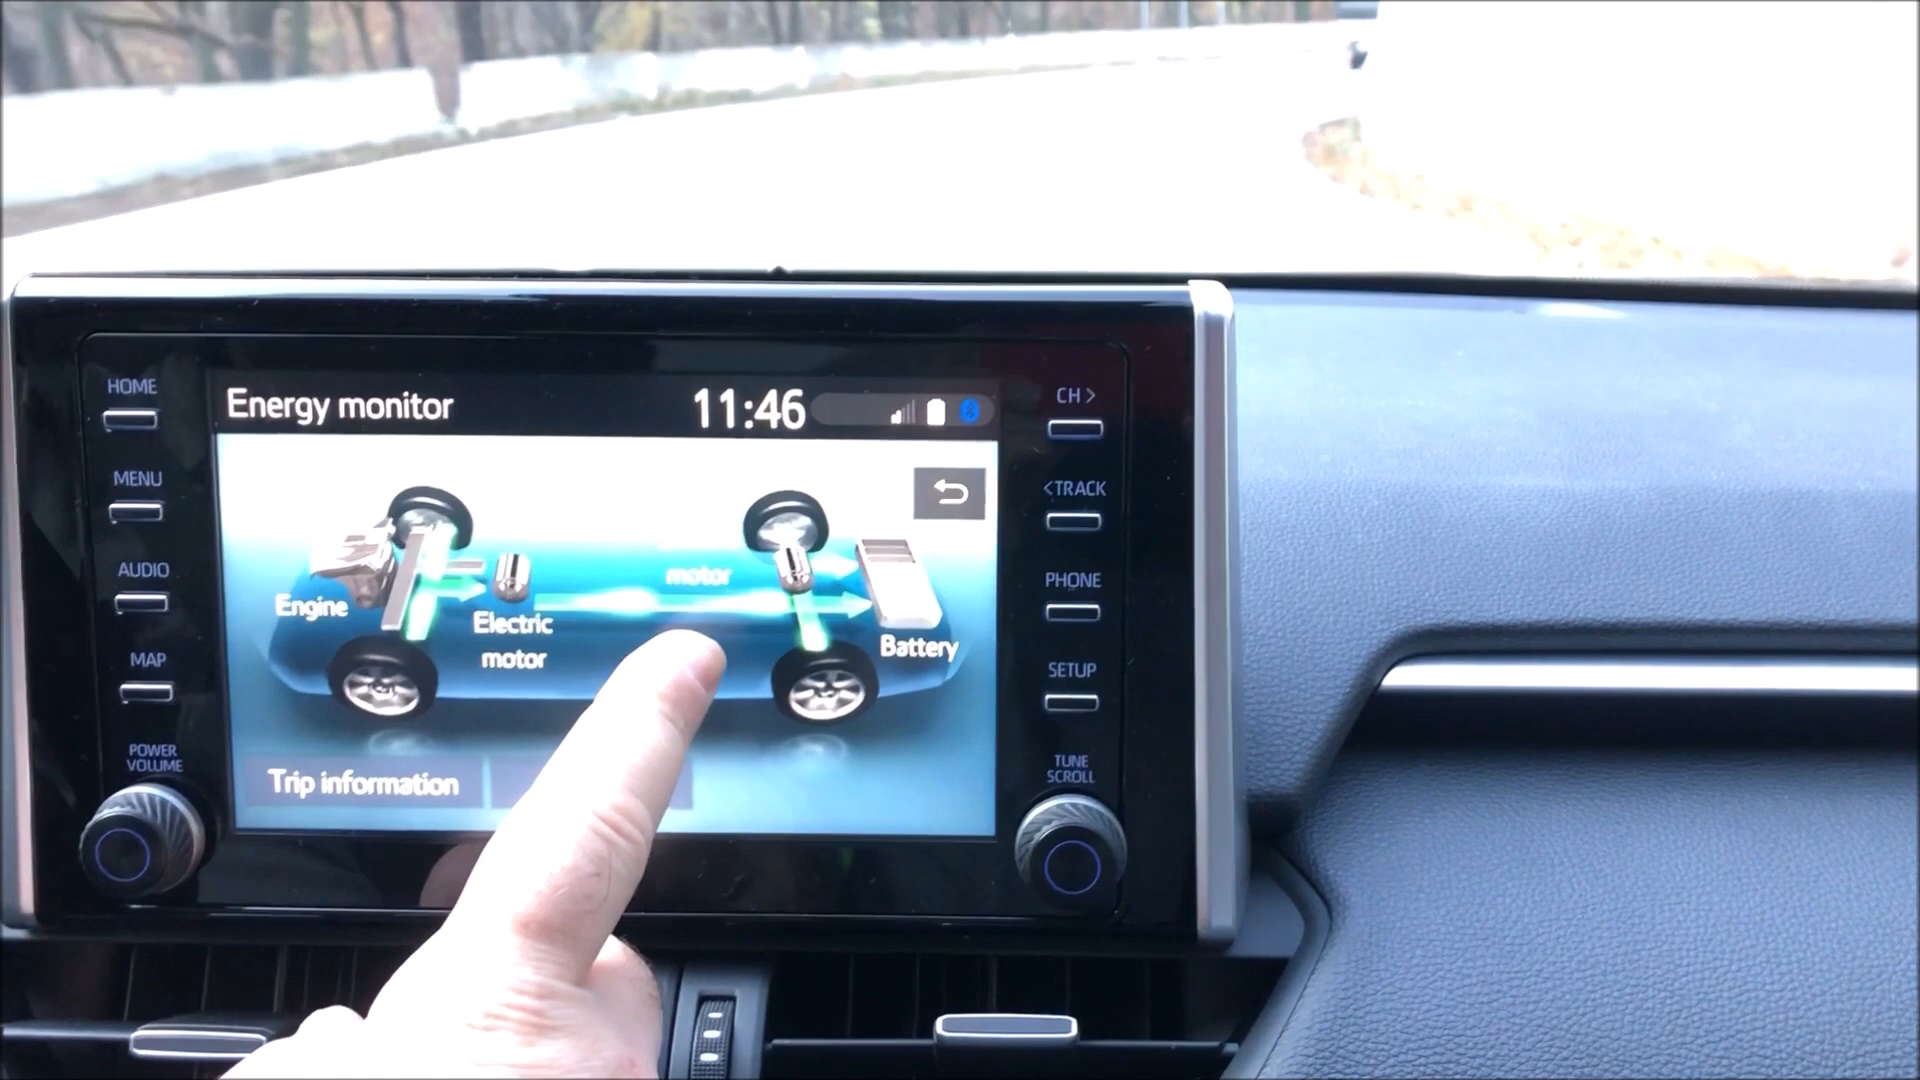 HOME
MENU
AUDIO
MAP
POWER
VOLUME
Energy monitor
11:46
Engine
Electric
motor
motor
Battery
Trip information
CH >
<TRACK
PHONE
SETUP
TUNE
SCROLL